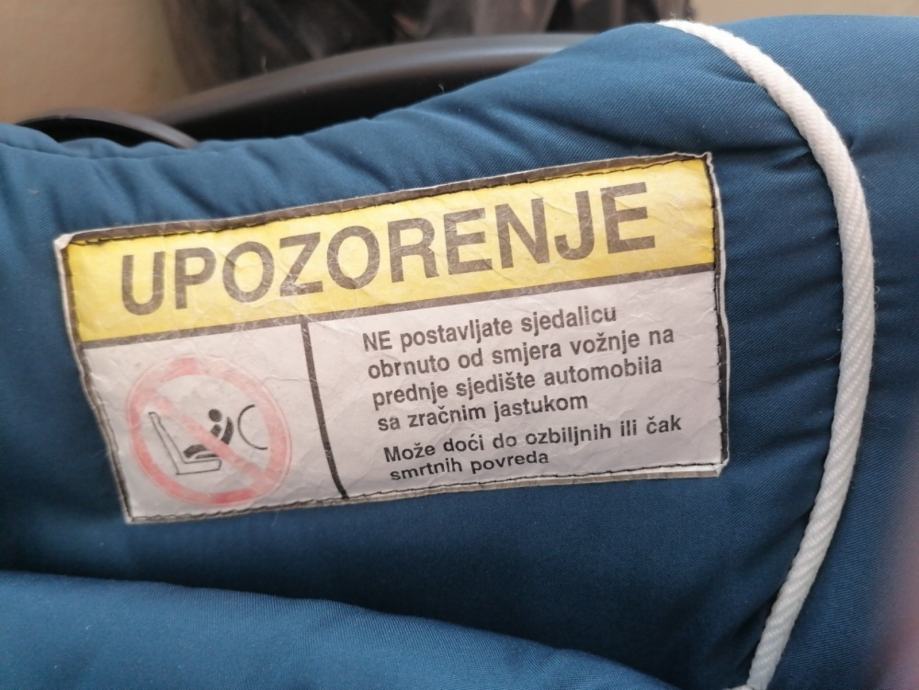 UPOZORENJE
NE postavljate sjedalicu
obrnuto od smjera vožnje na
prednje sjedište automobila
sa zračnim jastukom
Može doći do ozbiljnih ili čak
smrtnih povreda